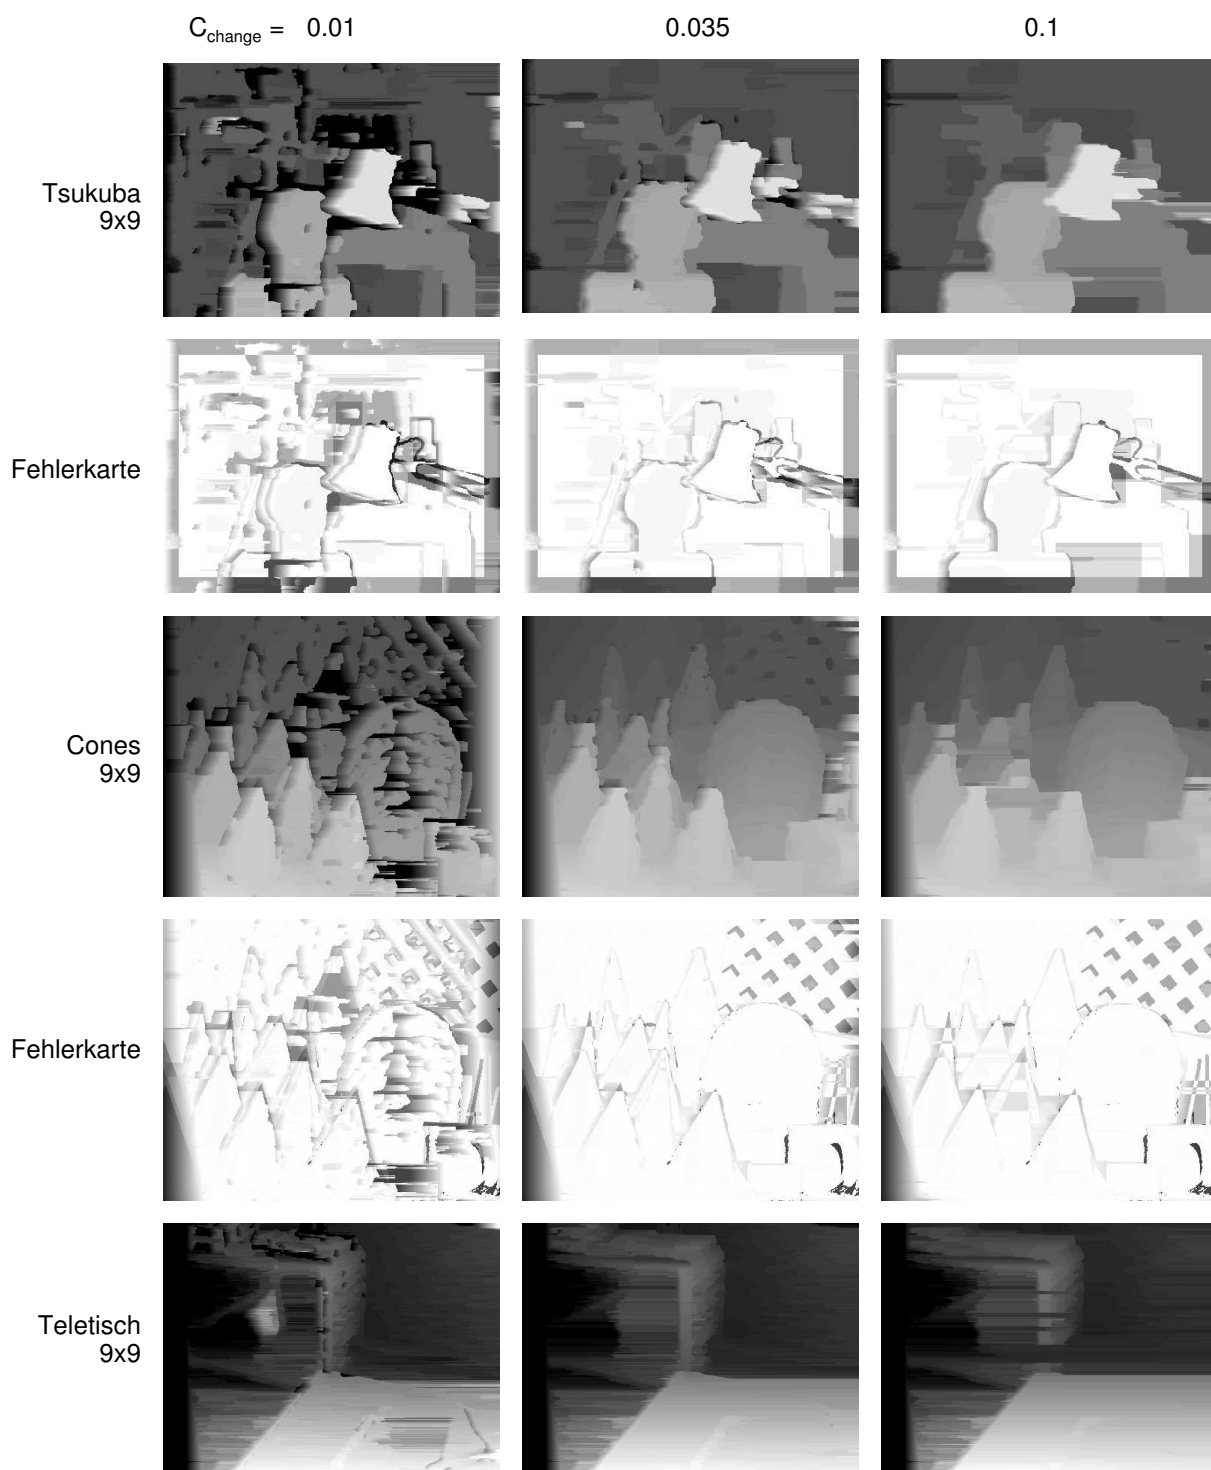 C_change = 0.01 0.035 0.1
Tsukuba
9x9
Fehlerkarte
Cones
9x9
Fehlerkarte
Teletisch
9x9